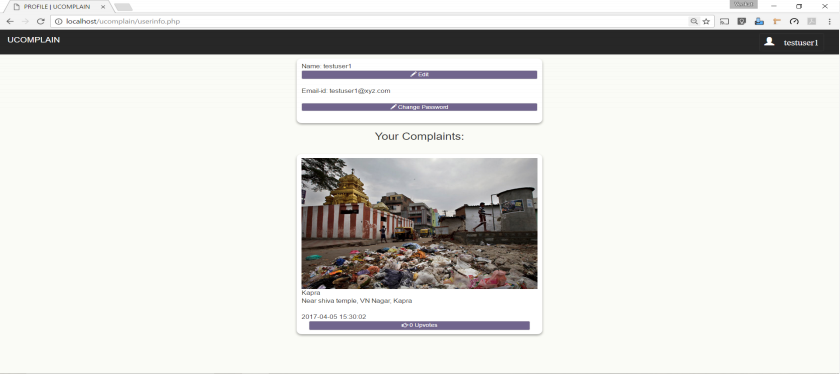 PROFILE | UCOMPLAIN
localhost/ucomplain/userinfo.php
UCOMPLAIN
testuser1
Name: testuser1
Edit
Email-id: testuser1@xyz.com
Change Password
Your Complaints:
Kapra
Near shiva temple, VN Nagar, Kapra
2017-04-05 15:30:02
0 Upvotes